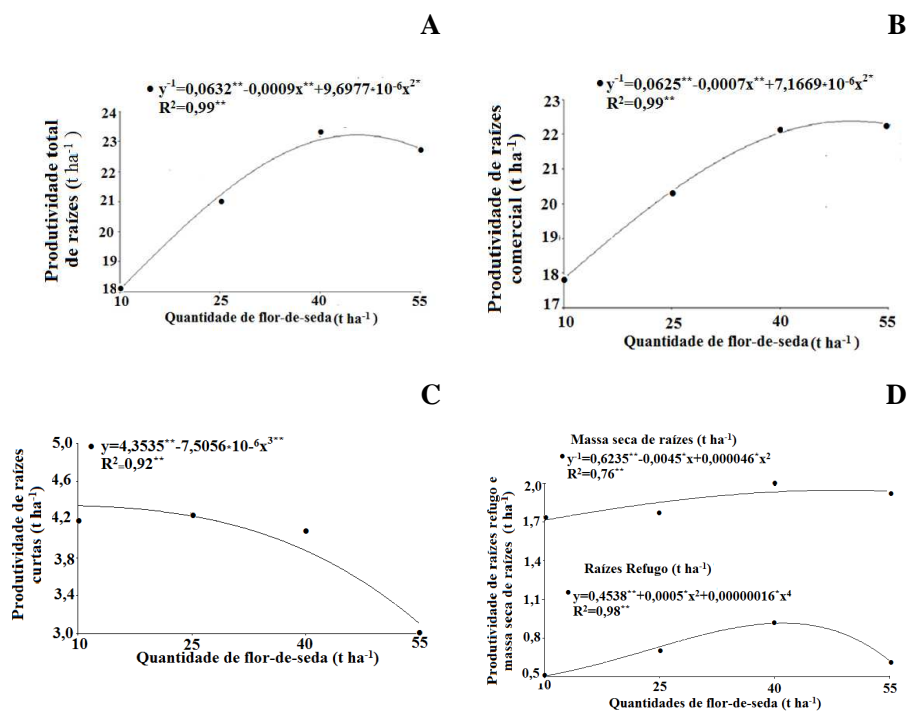 A
y⁻¹=0,0632**-0,0009x**+9,6977*10⁻⁶x²*
R²=0,99**
Produtividade total
de raízes (t ha⁻¹)
24
23
22
21
20
19
18
10
25
40
55
Quantidade de flor-de-seda (t ha⁻¹)
B
y⁻¹=0,0625**-0,0007x**+7,1669*10⁻⁶x²*
R²=0,99**
Produtividade de raízes
comercial (t ha⁻¹)
23
22
21
20
19
18
17
10
25
40
55
Quantidade de flor-de-seda (t ha⁻¹)
C
y=4,3535**-7,5056*10-⁶x³**
R²=0,92**
Produtividade de raízes
curtas (t ha⁻¹)
5,0
4,6
4,2
3,8
3,4
3,0
10
25
40
55
Quantidade de flor-de-seda (t ha⁻¹)
D
Massa seca de raízes (t ha⁻¹)
y⁻¹=0,6235**-0,0045*x+0,000046*x²
R²=0,76**
Raízes Refugo (t ha⁻¹)
y=0,4538**+0,0005*x²+0,00000016*x⁴
R²=0,98**
Produtividade de raízes refugo e
massa seca de raízes (t ha⁻¹)
2,0
1,7
1,4
1,1
0,8
0,5
10
25
40
55
Quantidades de flor-de-seda (t ha⁻¹)